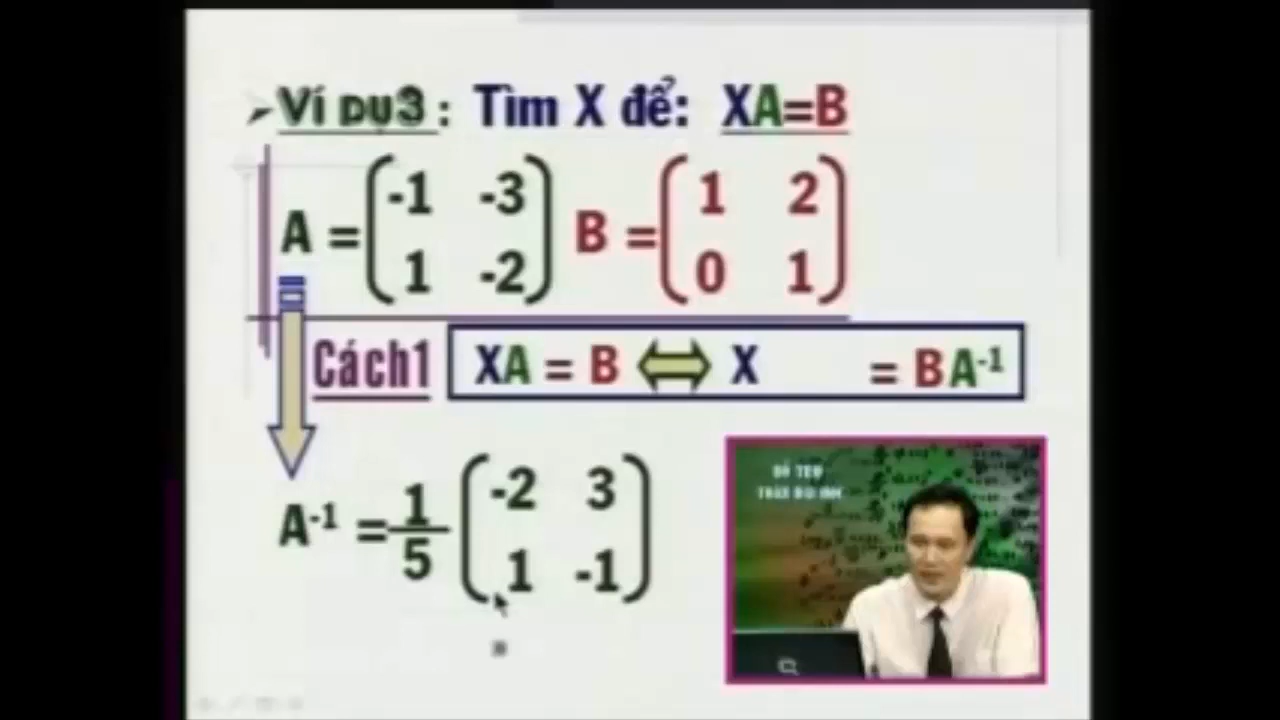 Ví Dụ3: Tìm X để: XA=B
A = (-1 -3
1 -2) B = (1 2
0 1)
Cách1 XA = B ⇔ X = BA⁻¹
A⁻¹ = 1/5 (-2 3
1 -1)